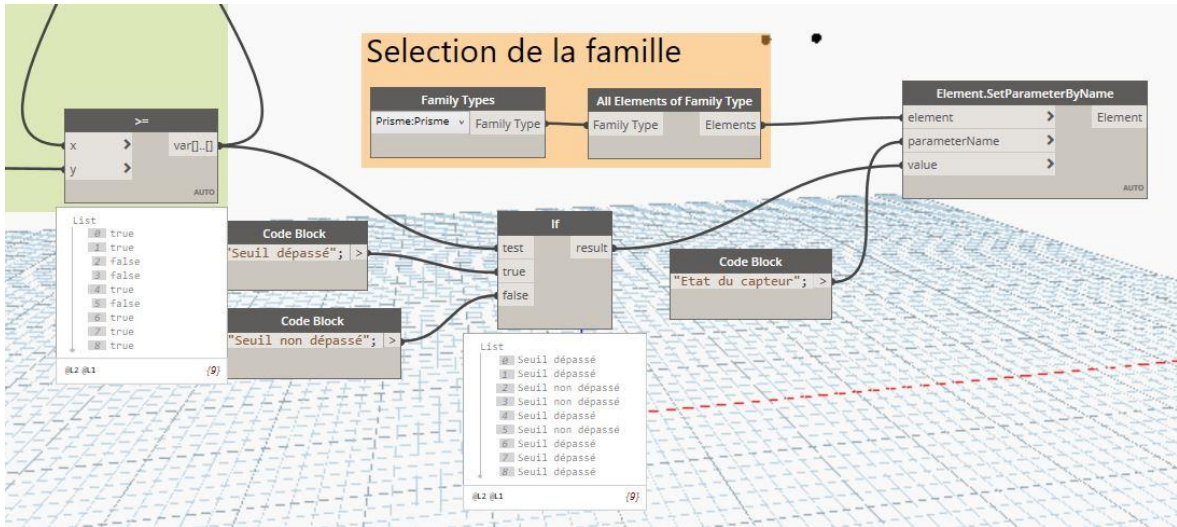 Selection de la famille
Family Types
Prisme:Prisme Family Type
All Elements of Family Type
Family Type Elements
Element.SetParameterByName
element > Element
parameterName >
value >
AUTO
>=
x > var[]..[]
y >
AUTO
List
0 true
1 true
2 false
3 false
4 true
5 false
6 true
7 true
8 true
@L2 @L1 {9}
Code Block
"Seuil dépassé"; >
Code Block
"Seuil non dépassé"; >
If
test result
true
false
Code Block
"Etat du capteur"; >
List
0 Seuil dépassé
1 Seuil dépassé
2 Seuil non dépassé
3 Seuil non dépassé
4 Seuil dépassé
5 Seuil non dépassé
6 Seuil dépassé
7 Seuil dépassé
8 Seuil dépassé
@L2 @L1 {9}